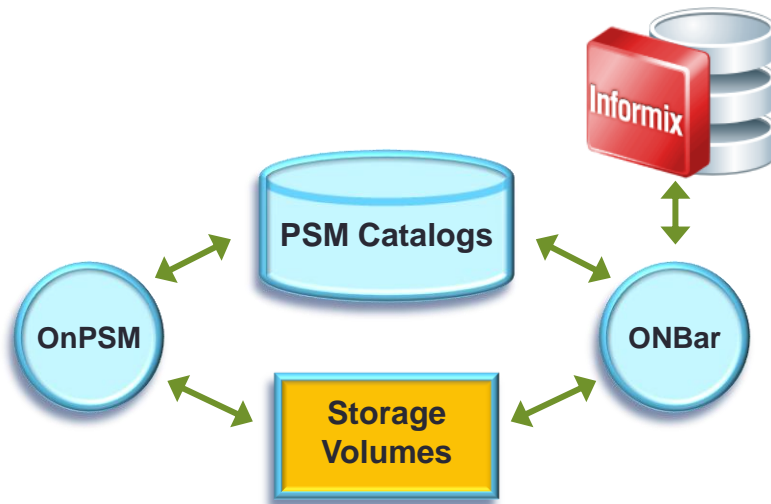 Informix
PSM Catalogs
OnPSM
ONBar
Storage
Volumes